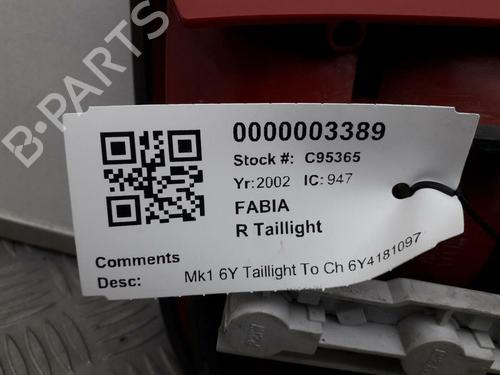 B-PARTS
0000003389
Stock #: C95365
Yr: 2002 IC: 947
FABIA
R Taillight
Comments
Desc: Mk1 6Y Taillight To Ch 6Y4181097